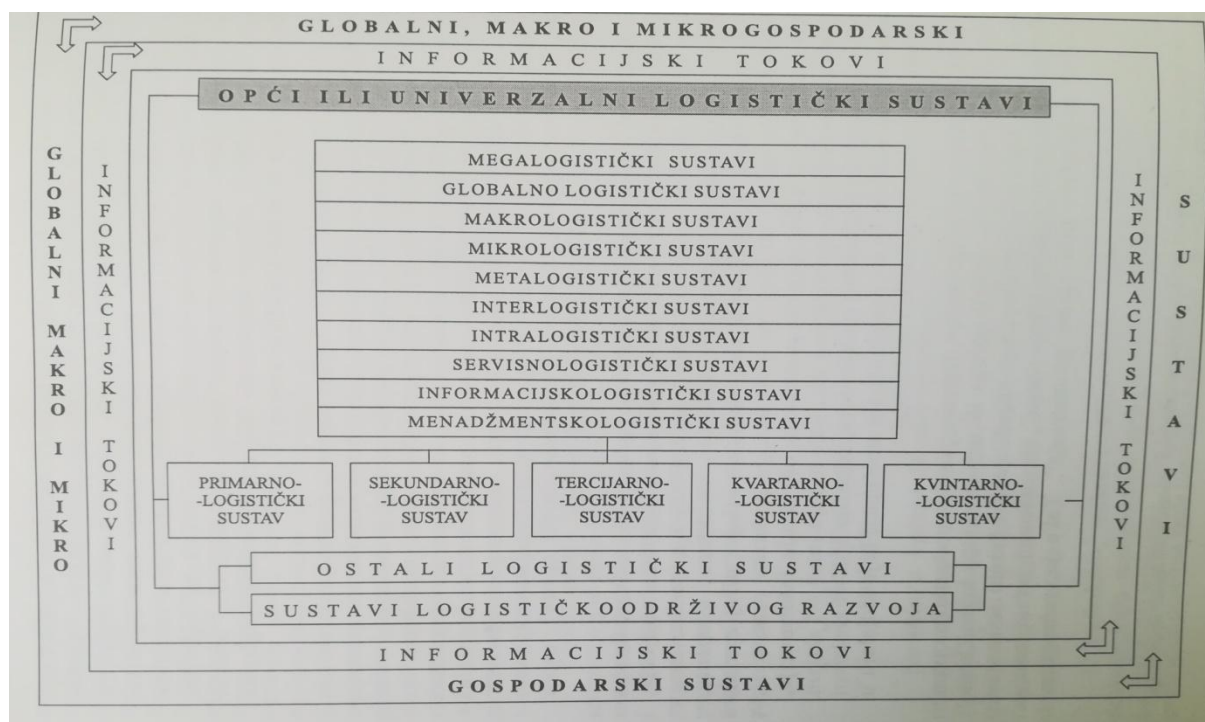 GLOBALNI, MAKRO I MIKROGOSPODARSKI
INFORMACIJSKI TOKOVI
OPĆI ILI UNIVERZALNI LOGISTIČKI SUSTAVI
GLOBALNI MAKRO I MIKRO
INFORMACIJSKI TOKOVI
MEGALOGISTIČKI SUSTAVI
GLOBALNO LOGISTIČKI SUSTAVI
MAKROLOGISTIČKI SUSTAVI
MIKROLOGISTIČKI SUSTAVI
METALOGISTIČKI SUSTAVI
INTERLOGISTIČKI SUSTAVI
INTRALOGISTIČKI SUSTAVI
SERVISNOLOGISTIČKI SUSTAVI
INFORMACIJSKOLOGISTIČKI SUSTAVI
MENADŽMENTSKOLOGISTIČKI SUSTAVI
INFORMACIJSKI TOKOVI
SUSTAVI
PRIMARNO-
-LOGISTIČKI
SUSTAV
SEKUNDARNO-
-LOGISTIČKI
SUSTAV
TERCIJARNO-
-LOGISTIČKI
SUSTAV
KVARTARNO-
-LOGISTIČKI
SUSTAV
KVINTARNO-
-LOGISTIČKI
SUSTAV
OSTALI LOGISTIČKI SUSTAVI
SUSTAVI LOGISTIČKOODRŽIVOG RAZVOJA
INFORMACIJSKI TOKOVI
GOSPODARSKI SUSTAVI